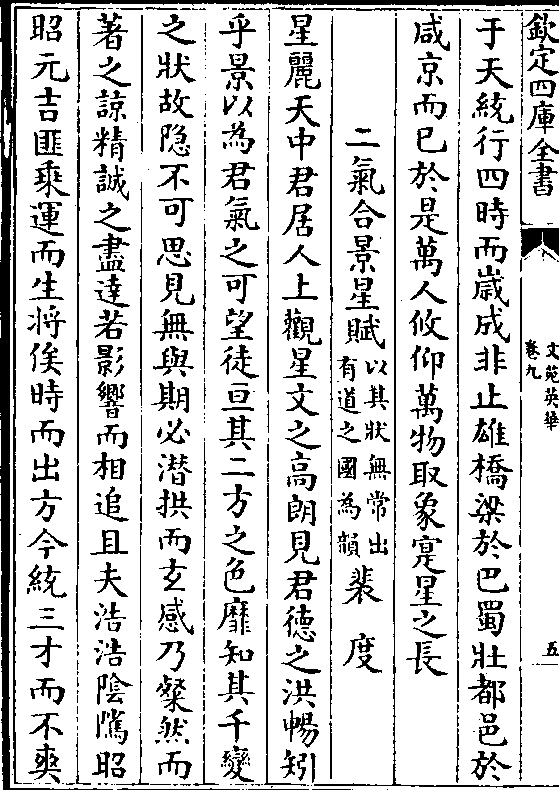 欽定四庫全書
文苑英華
卷九
五
于天統行四時而嵗成非止雄橋梁於巴蜀壯都邑於
咸京而已於是萬人攸仰萬物取象寔星之長
二氣合景星賦以其狀無常出有道之國為韻裴度
星麗天中君居人上觀星文之高朗見君德之洪暢矧
乎景以為君氣之可望徒亘其二方之色靡知其千變
之狀故隐不可思見無與期必潜拱而玄感乃粲然而
著之諒精誠之盡達若影響而相追且夫浩浩陰隲昭
昭元吉匪乘運而生将俟時而出方今統三才而不爽